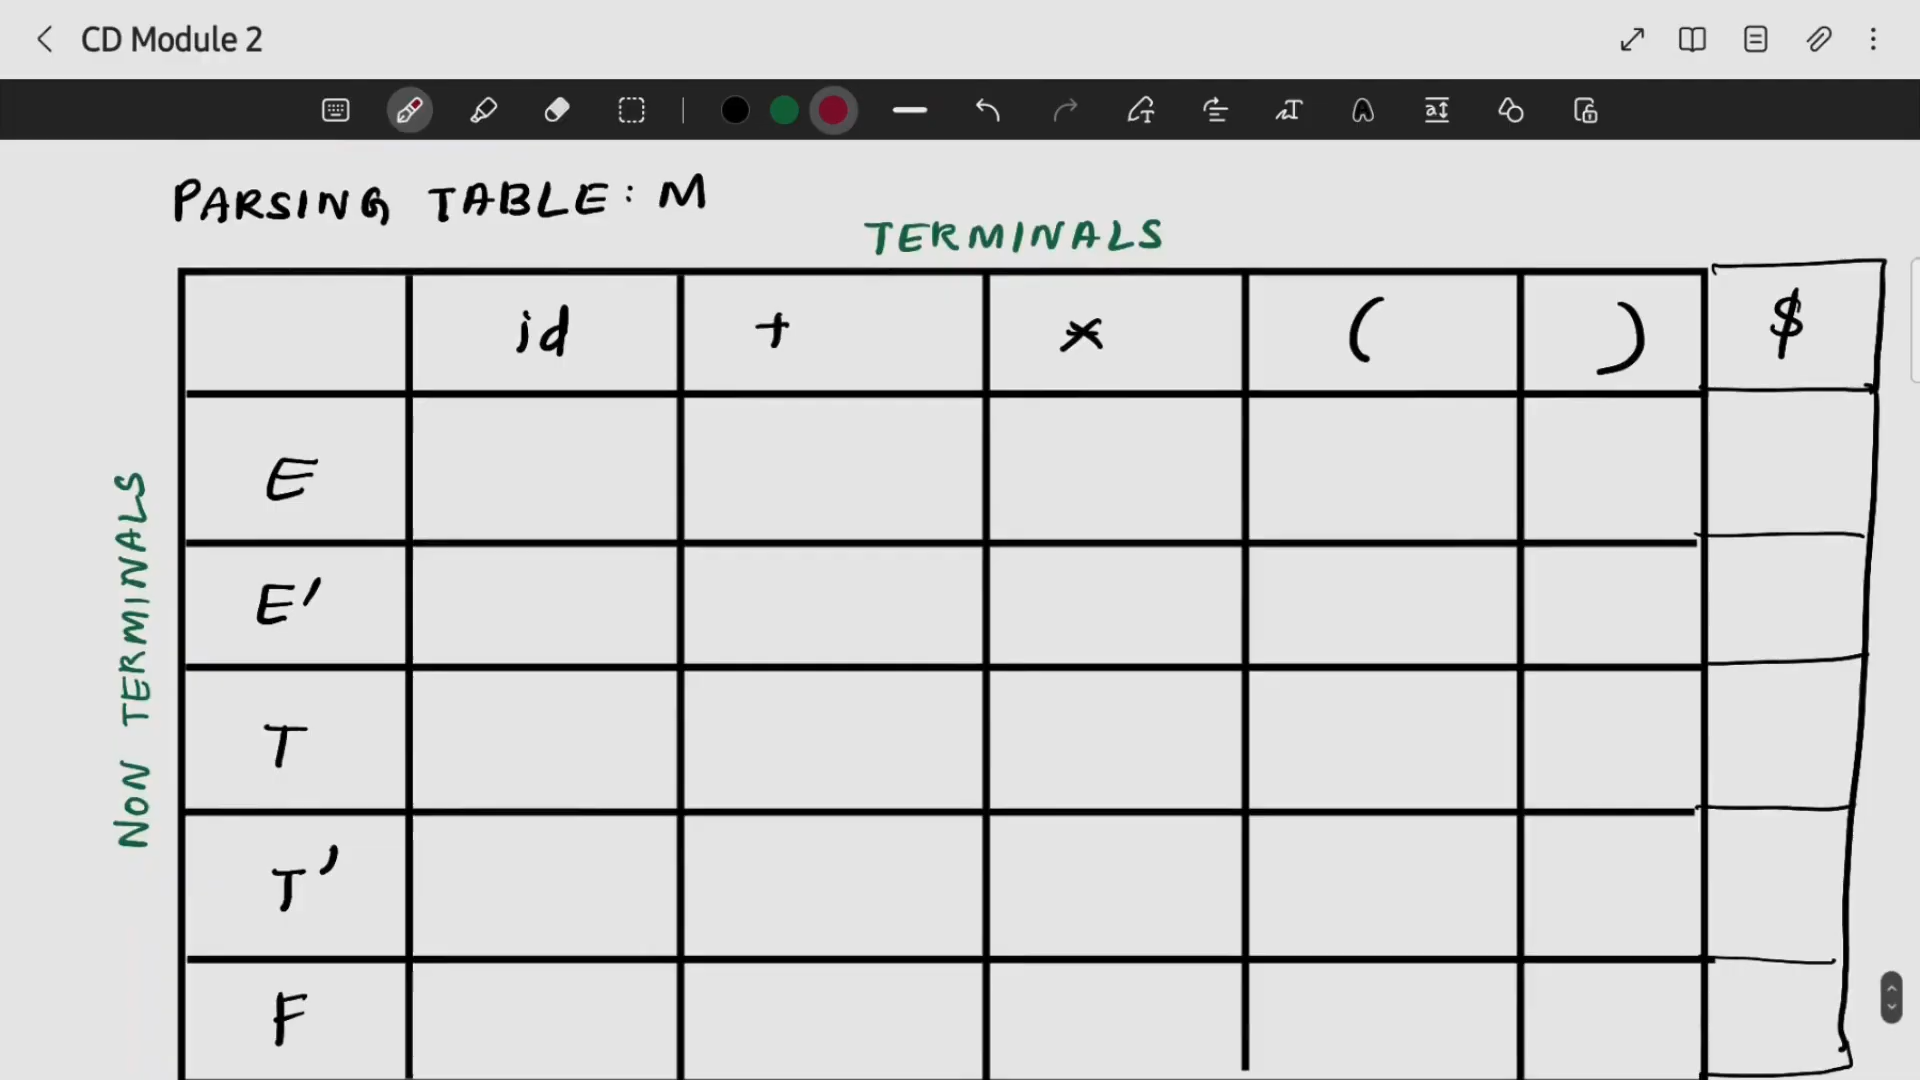 CD Module 2
PARSING TABLE: M
TERMINALS
id + * ( ) $
NON TERMINALS
E
E'
T
T'
F